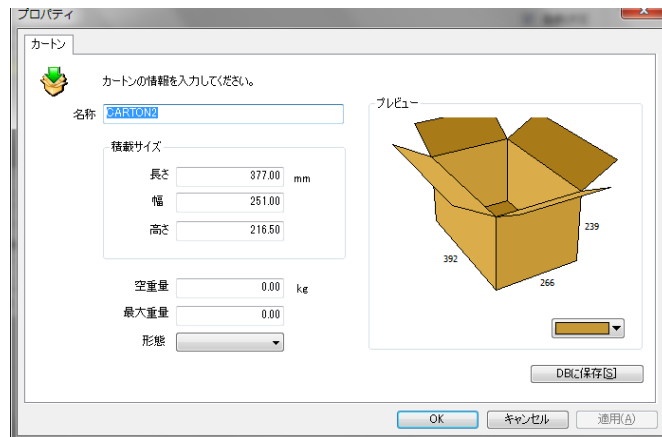 プロパティ
カートン
カートンの情報を入力してください。
名称 CARTON2
積載サイズ
長さ 377.00 mm
幅 251.00
高さ 216.50
空重量 0.00 kg
最大重量 0.00
形態
プレビュー
239
392
266
DBに保存[S]
OK キャンセル 適用(A)